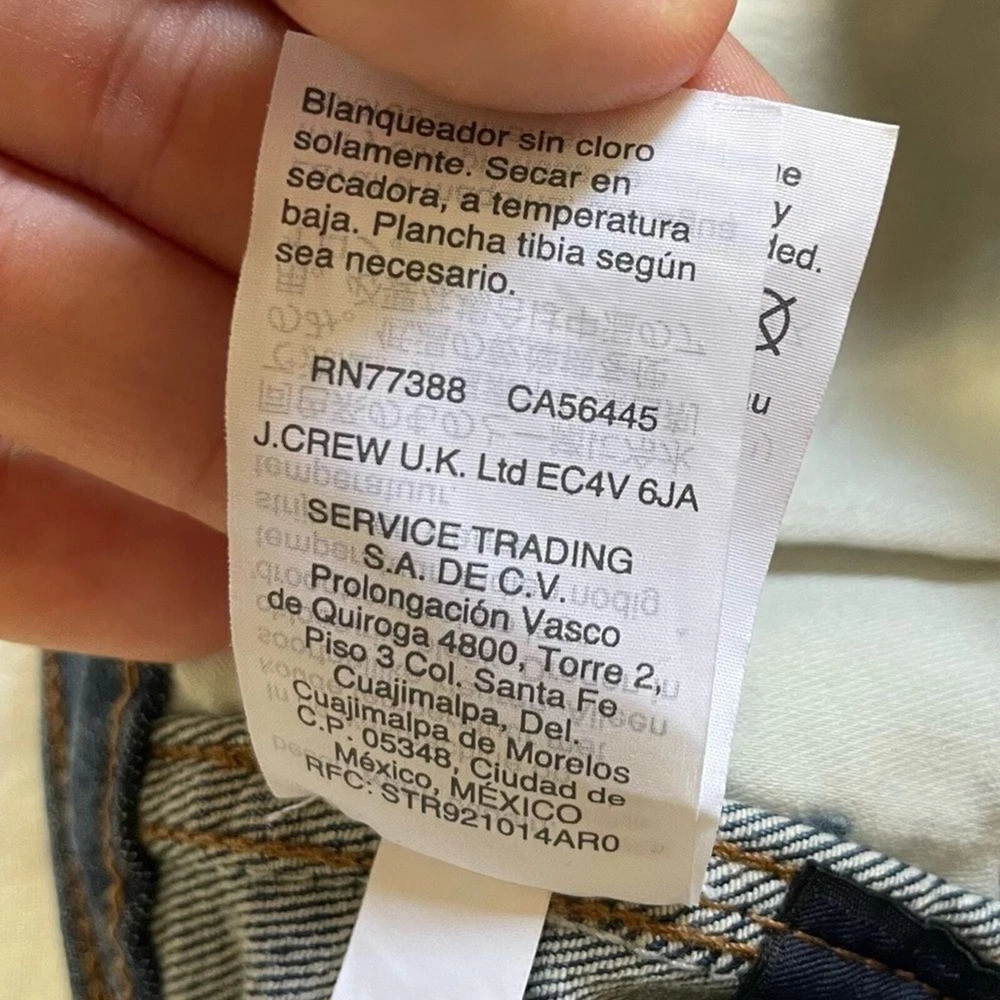 Blanqueador sin cloro
solamente. Secar en
secadora, a temperatura
baja. Plancha tibia según
sea necesario.
RN77388 CA56445
J.CREW U.K. Ltd EC4V 6JA
SERVICE TRADING
S.A. DE C.V.
Prolongación Vasco
de Quiroga 4800, Torre 2,
Piso 3 Col. Santa Fe
Cuajimalpa, Del.
Cuajimalpa de Morelos
C.P. 05348, Ciudad de
México, MÉXICO
RFC: STR921014AR0